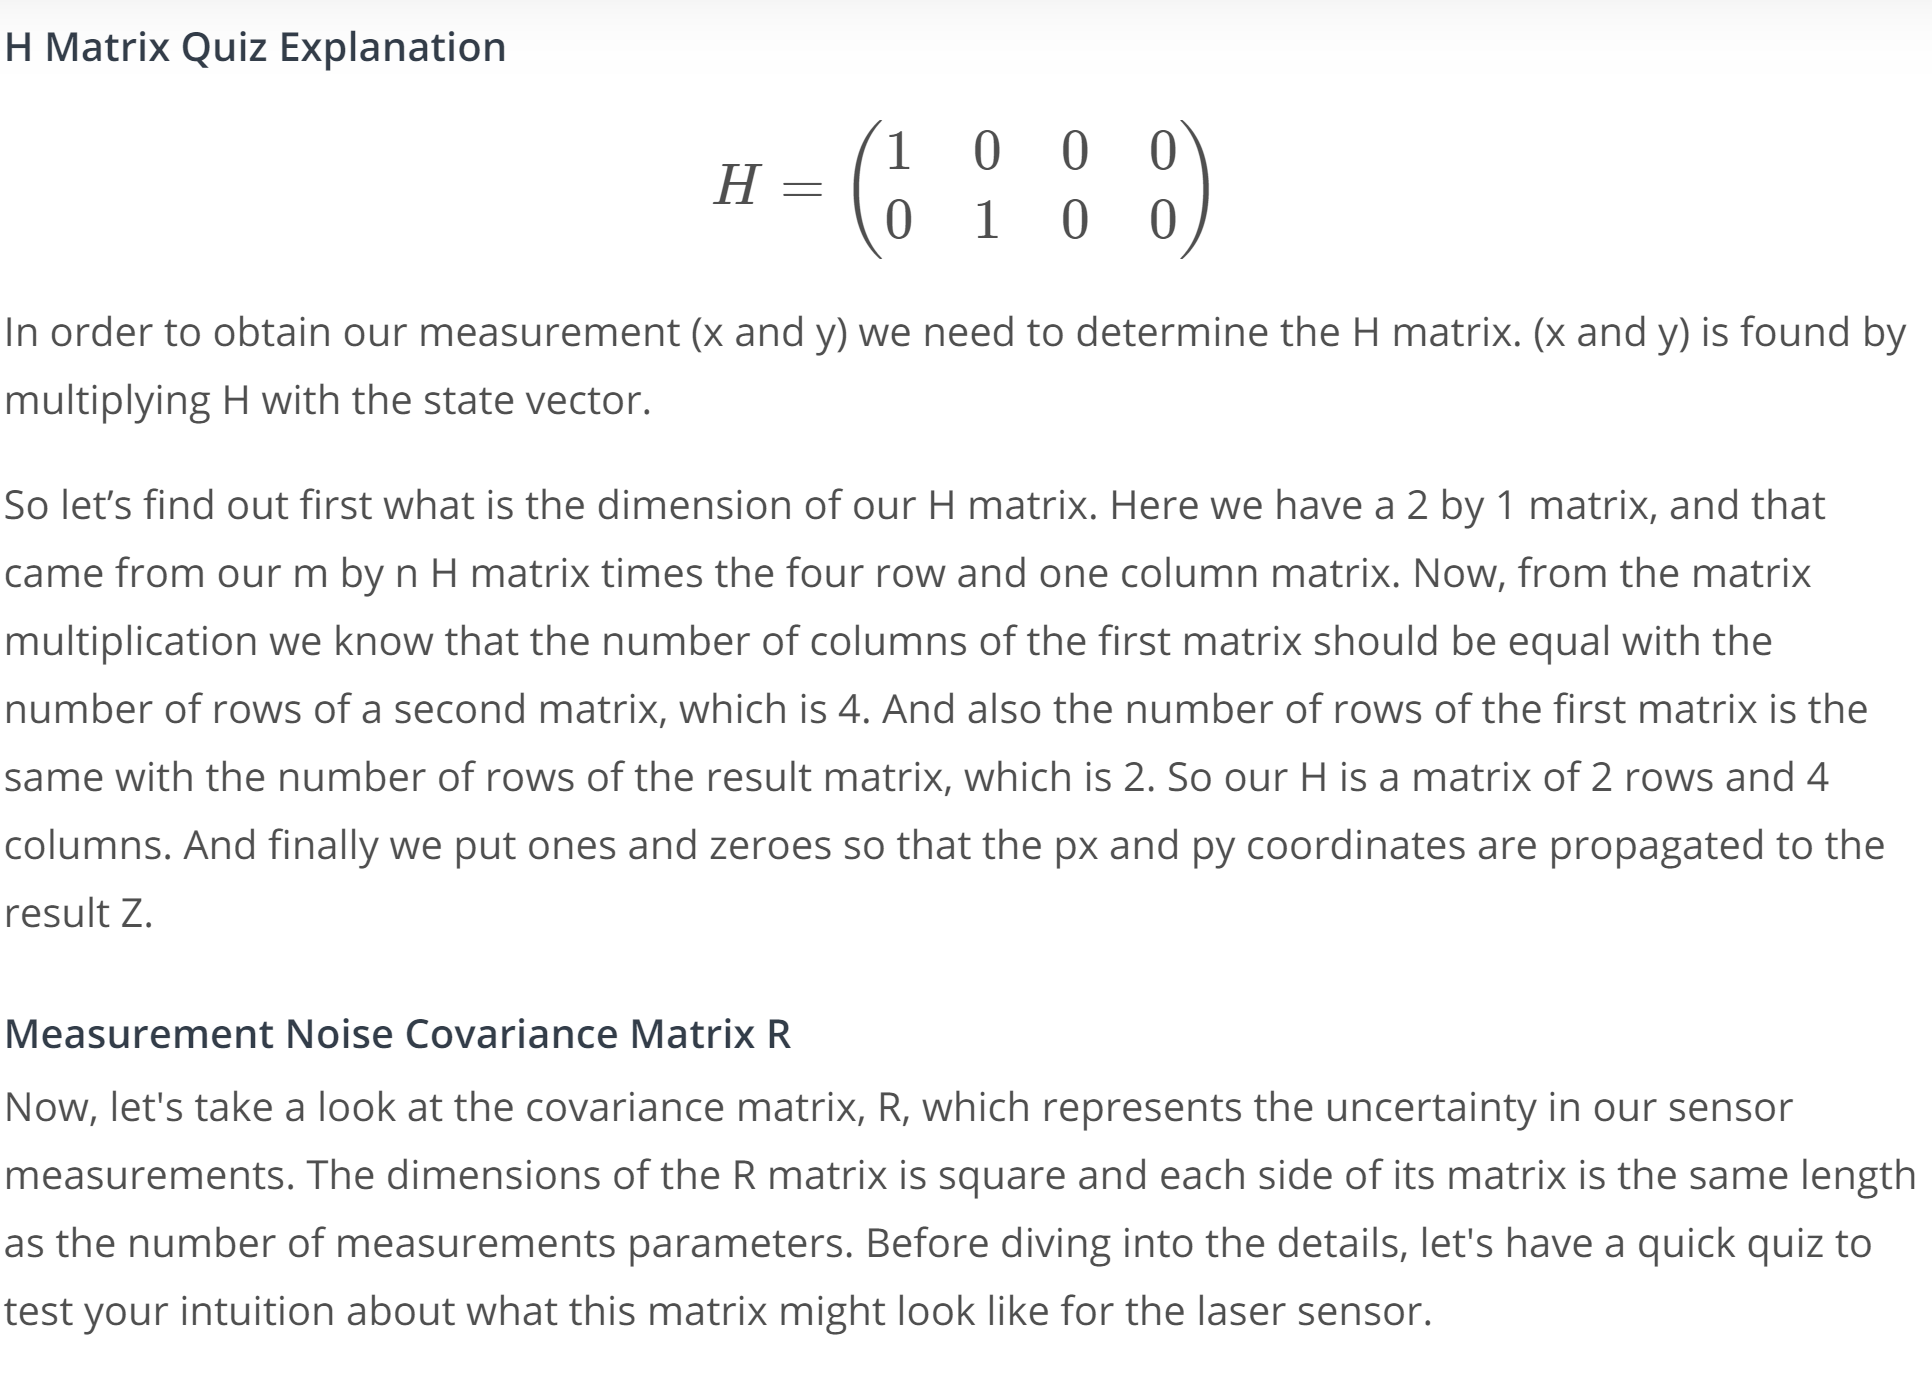 H Matrix Quiz Explanation
H = ( 1 0 0 0
0 1 0 0 )
In order to obtain our measurement (x and y) we need to determine the H matrix. (x and y) is found by
multiplying H with the state vector.
So let’s find out first what is the dimension of our H matrix. Here we have a 2 by 1 matrix, and that
came from our m by n H matrix times the four row and one column matrix. Now, from the matrix
multiplication we know that the number of columns of the first matrix should be equal with the
number of rows of a second matrix, which is 4. And also the number of rows of the first matrix is the
same with the number of rows of the result matrix, which is 2. So our H is a matrix of 2 rows and 4
columns. And finally we put ones and zeroes so that the px and py coordinates are propagated to the
result Z.
Measurement Noise Covariance Matrix R
Now, let's take a look at the covariance matrix, R, which represents the uncertainty in our sensor
measurements. The dimensions of the R matrix is square and each side of its matrix is the same length
as the number of measurements parameters. Before diving into the details, let's have a quick quiz to
test your intuition about what this matrix might look like for the laser sensor.